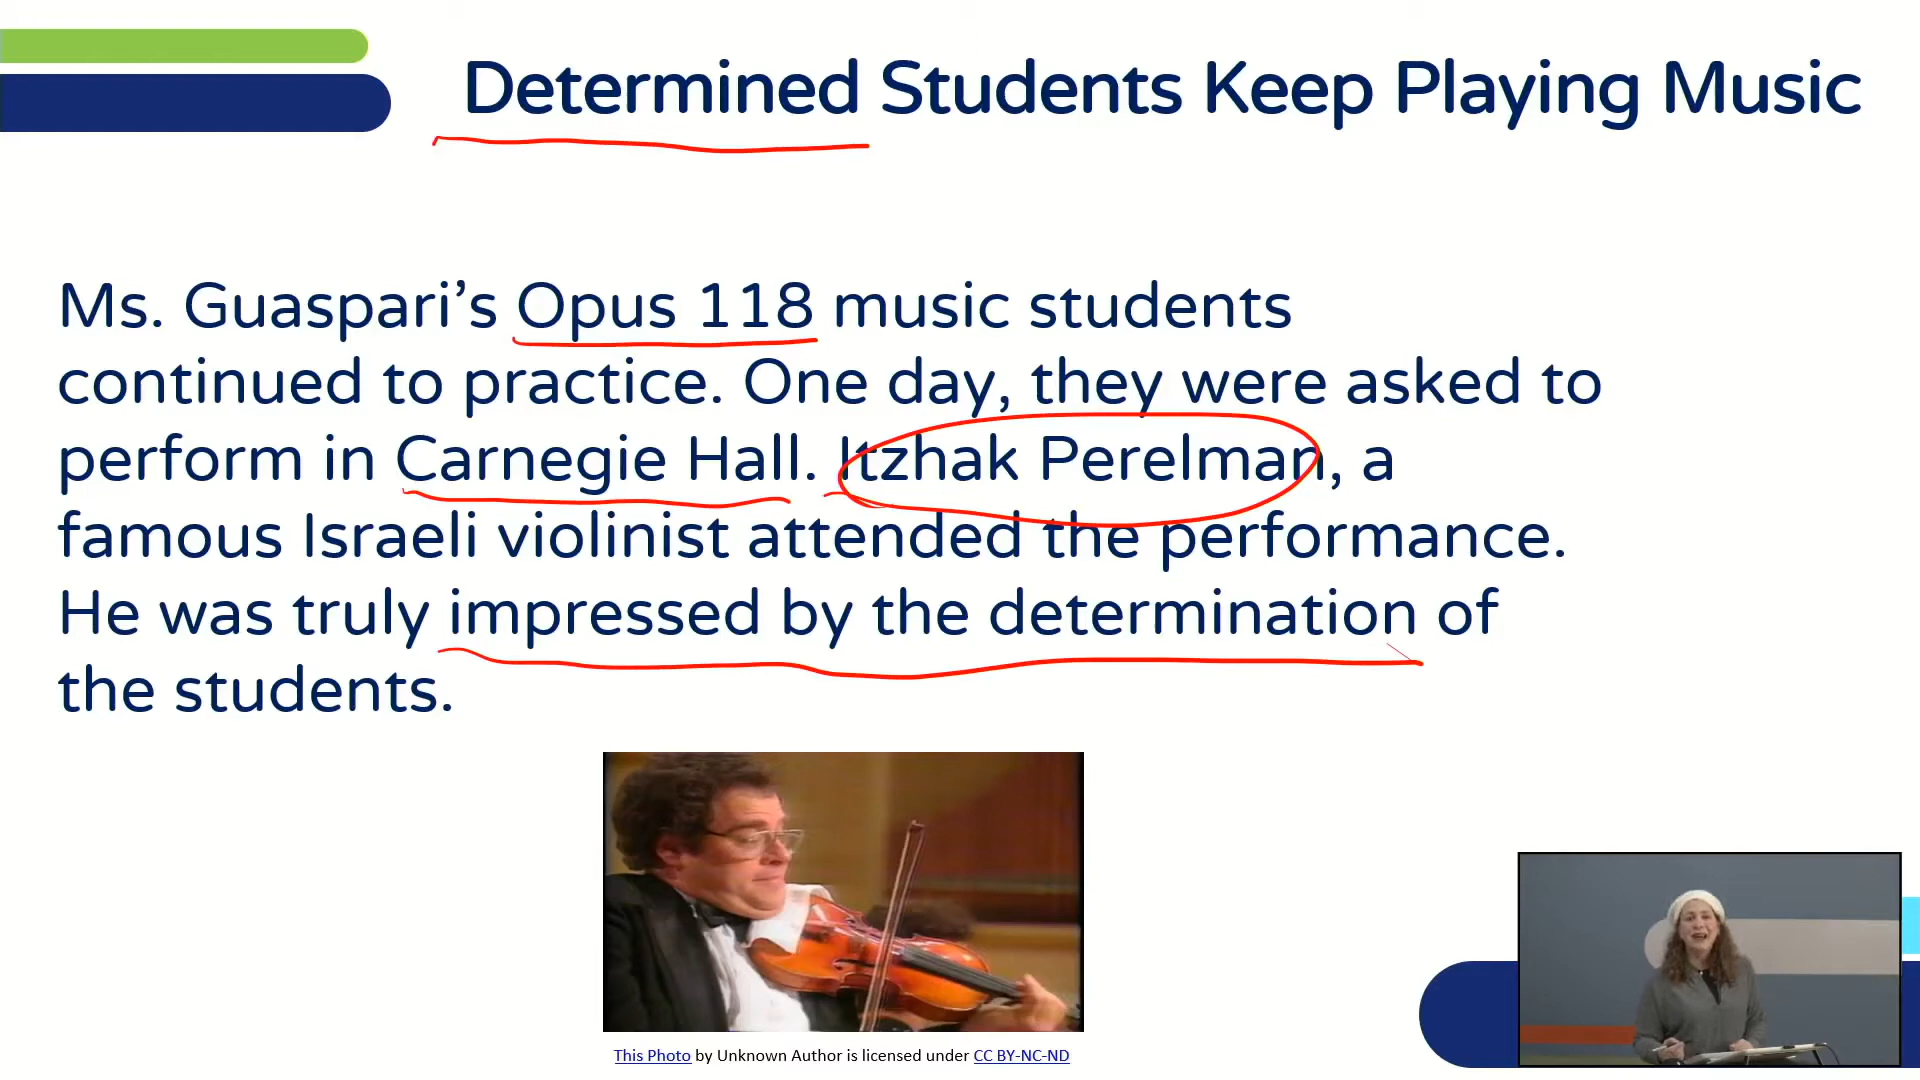 Determined Students Keep Playing Music
Ms. Guaspari’s Opus 118 music students
continued to practice. One day, they were asked to
perform in Carnegie Hall. Itzhak Perelman, a
famous Israeli violinist attended the performance.
He was truly impressed by the determination of
the students.
This Photo by Unknown Author is licensed under CC BY-NC-ND